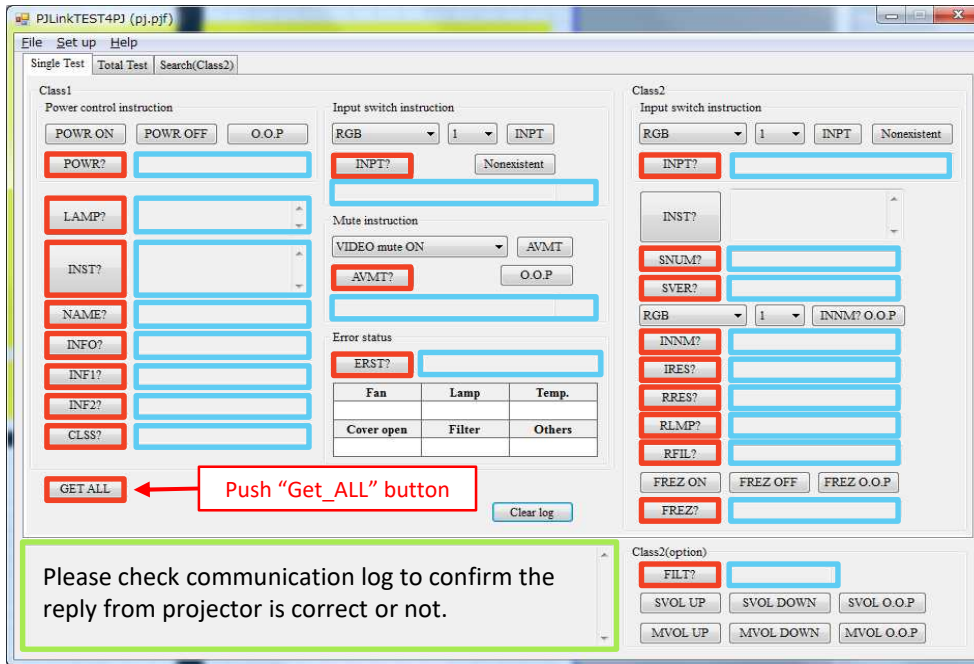 PJLinkTEST4PJ (pj.pjf)
File Set up Help
Single Test Total Test Search(Class2)
Class1
Power control instruction
POWR ON POWR OFF O.O.P
POWR?
LAMP?
INST?
NAME?
INFO?
INF1?
INF2?
CLSS?
GET ALL
Push “Get_ALL” button
Input switch instruction
RGB 1 INPT
INPT? Nonexistent
Mute instruction
VIDEO mute ON AVMT
AVMT? O.O.P
Error status
ERST?
Fan Lamp Temp.
Cover open Filter Others
Clear log
Class2
Input switch instruction
RGB 1 INPT Nonexistent
INPT?
INST?
SNUM?
SVER?
RGB 1 INNM? O.O.P
INNM?
IRES?
RRES?
RLMP?
RFIL?
FREZ ON FREZ OFF FREZ O.O.P
FREZ?
Please check communication log to confirm the
reply from projector is correct or not.
Class2(option)
FILT?
SVOL UP SVOL DOWN SVOL O.O.P
MVOL UP MVOL DOWN MVOL O.O.P